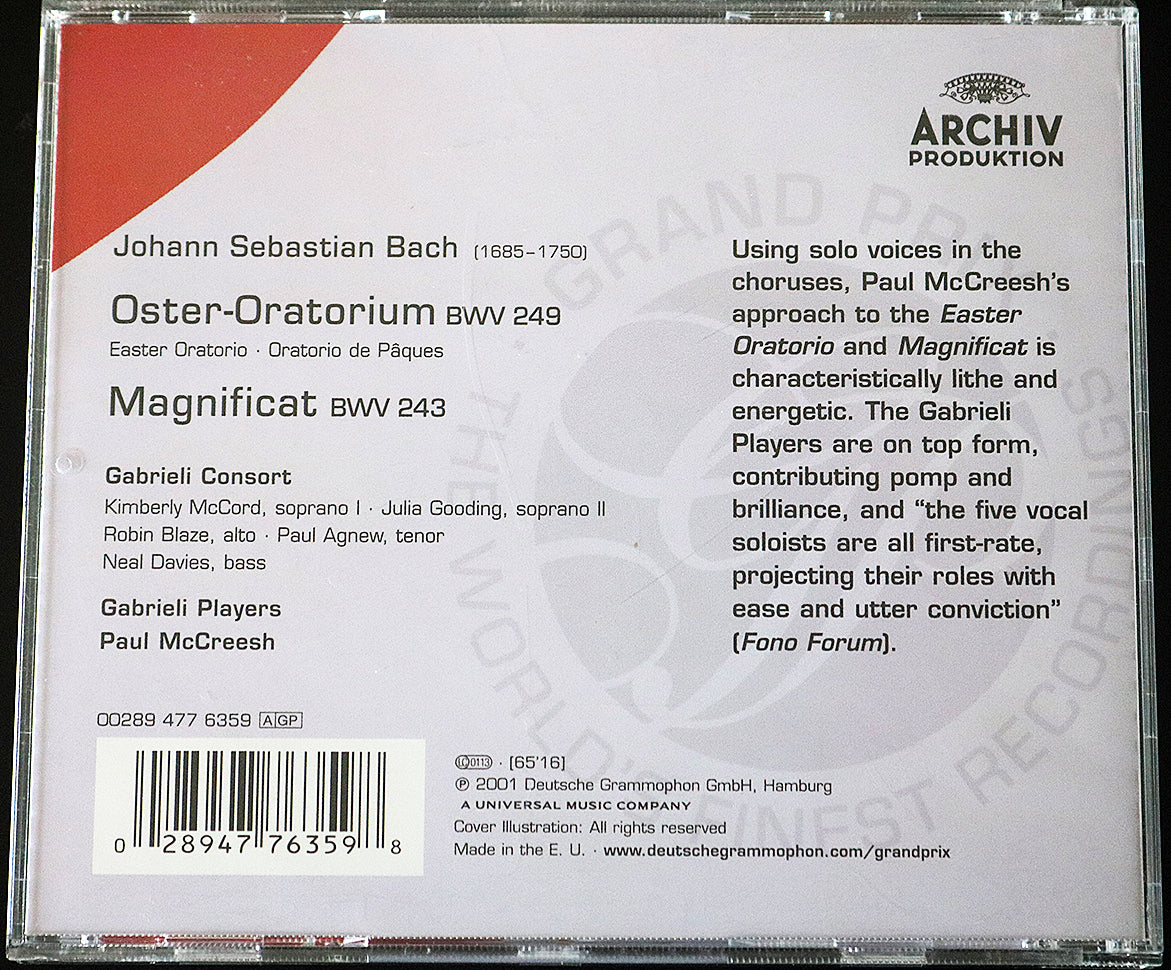 ARCHIV
PRODUKTION
Johann Sebastian Bach (1685–1750)
Oster-Oratorium BWV 249
Easter Oratorio · Oratorio de Pâques
Magnificat BWV 243
Gabrieli Consort
Kimberly McCord, soprano I · Julia Gooding, soprano II
Robin Blaze, alto · Paul Agnew, tenor
Neal Davies, bass
Gabrieli Players
Paul McCreesh
Using solo voices in the
choruses, Paul McCreesh's
approach to the Easter
Oratorio and Magnificat is
characteristically lithe and
energetic. The Gabrieli
Players are on top form,
contributing pomp and
brilliance, and “the five vocal
soloists are all first-rate,
projecting their roles with
ease and utter conviction”
(Fono Forum).
GRAND PRIX · THE WORLD'S FINEST RECORDINGS ·
00289 477 6359 A GP
0 28947 76359 8
LC 0113 · [65'16]
℗ 2001 Deutsche Grammophon GmbH, Hamburg
A UNIVERSAL MUSIC COMPANY
Cover Illustration: All rights reserved
Made in the E. U. · www.deutschegrammophon.com/grandprix